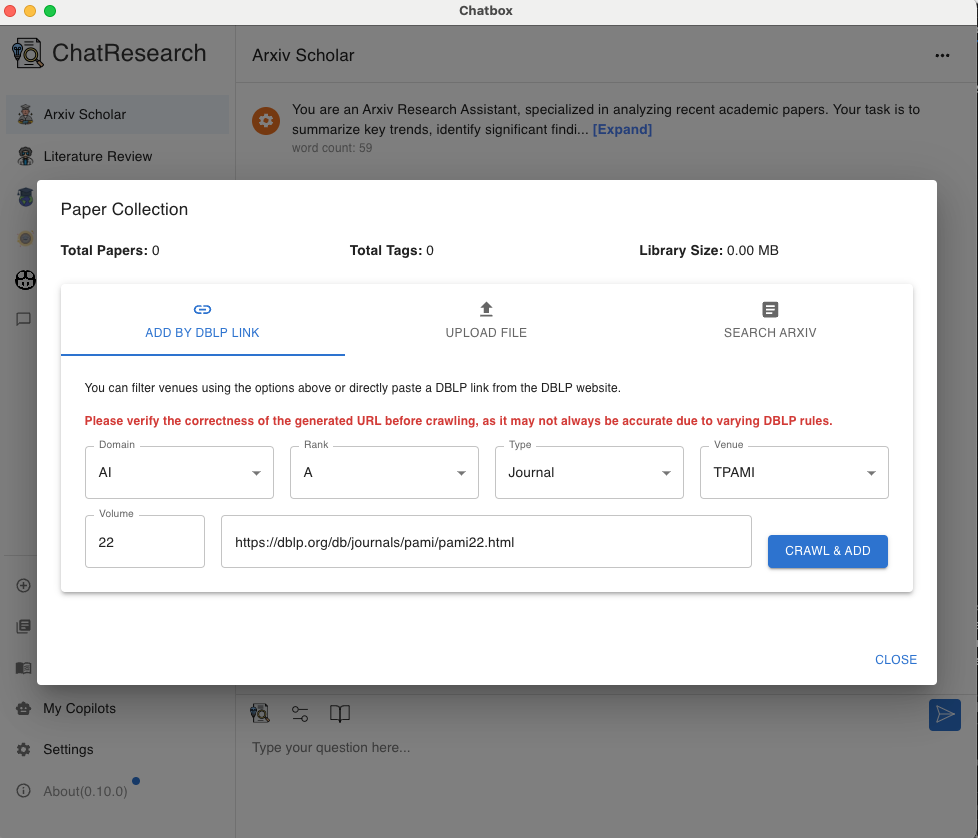 Chatbox
ChatResearch
Arxiv Scholar
Literature Review
Arxiv Scholar
You are an Arxiv Research Assistant, specialized in analyzing recent academic papers. Your task is to
summarize key trends, identify significant findi... [Expand]
word count: 59
Paper Collection
Total Papers: 0
Total Tags: 0
Library Size: 0.00 MB
ADD BY DBLP LINK
UPLOAD FILE
SEARCH ARXIV
You can filter venues using the options above or directly paste a DBLP link from the DBLP website.
Please verify the correctness of the generated URL before crawling, as it may not always be accurate due to varying DBLP rules.
Domain
AI
Rank
A
Type
Journal
Venue
TPAMI
Volume
22
https://dblp.org/db/journals/pami/pami22.html
CRAWL & ADD
CLOSE
My Copilots
Settings
About(0.10.0)
Type your question here...